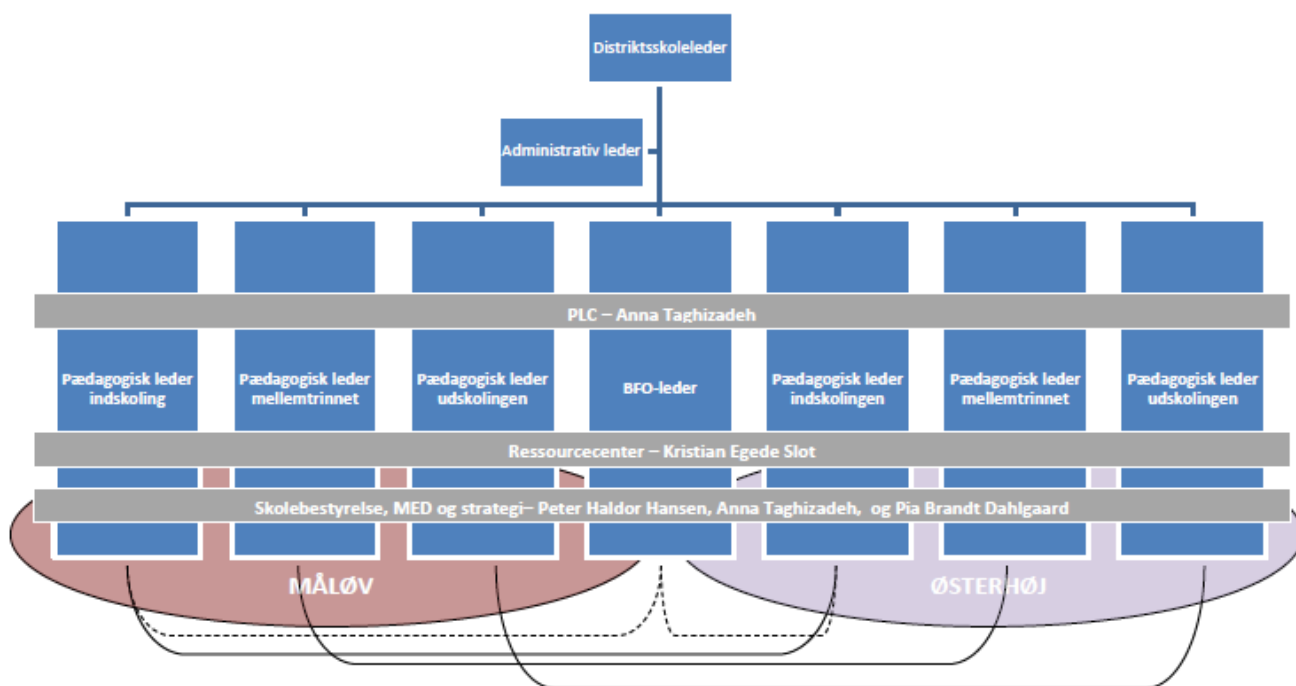 Distriktsskoleleder
Administrativ leder
PLC – Anna Taghizadeh
Pædagogisk leder
indskoling
Pædagogisk leder
mellemtrinnet
Pædagogisk leder
udskolingen
BFO-leder
Pædagogisk leder
indskolingen
Pædagogisk leder
mellemtrinnet
Pædagogisk leder
udskolingen
Ressourcecenter – Kristian Egede Slot
Skolebestyrelse, MED og strategi– Peter Haldor Hansen, Anna Taghizadeh, og Pia Brandt Dahlgaard
MÅLØV
ØSTERHØJ